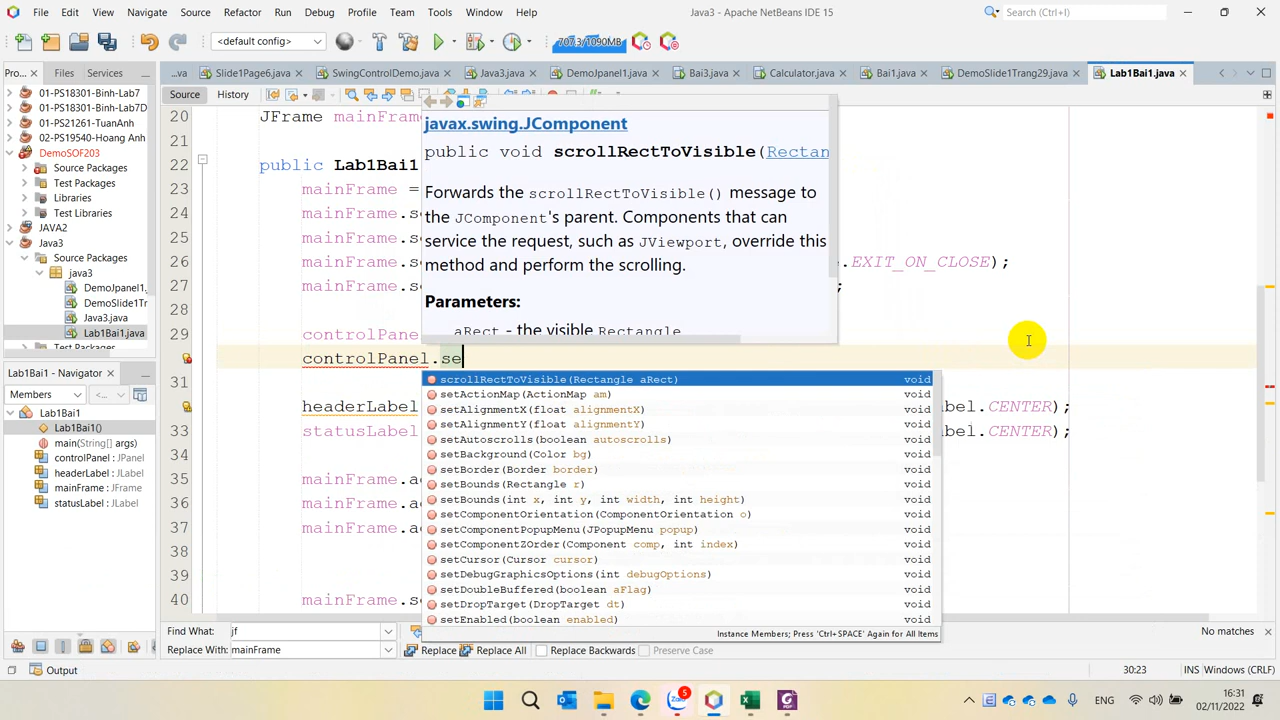 File Edit View Navigate Source Refactor Run Debug Profile Team Tools Window Help
Java3 - Apache NetBeans IDE 15
Search (Ctrl+I)
<default config>
707.3/1090MB
Pro... Files Services
...va Slide1Page6.java SwingControlDemo.java Java3.java DemoJpanel1.java Bai3.java Calculator.java Bai1.java DemoSlide1Trang29.java Lab1Bai1.java
Source History
01-PS18301-Binh-Lab7
01-PS18301-Binh-Lab7D
01-PS21261-TuanAnh
02-PS19540-Hoang Anh
DemoSOF203
Source Packages
Test Packages
Libraries
Test Libraries
JAVA2
Java3
Source Packages
java3
DemoJpanel1.
DemoSlide1Tr
Java3.java
Lab1Bai1.java
Test Packages
Lab1Bai1 - Navigator
Members
Lab1Bai1
Lab1Bai1()
main(String[] args)
controlPanel : JPanel
headerLabel : JLabel
mainFrame : JFrame
statusLabel : JLabel
20 JFrame mainFrame
21
22 public Lab1Bai1
23 mainFrame =
24 mainFrame.s
25 mainFrame.s
26 mainFrame.s .EXIT_ON_CLOSE);
27 mainFrame.s ;
28
29 controlPane
controlPanel.se
31
headerLabel bel.CENTER);
33 statusLabel bel.CENTER);
34
35 mainFrame.a
36 mainFrame.a
37 mainFrame.a
38
39
40 mainFrame.s
javax.swing.JComponent
public void scrollRectToVisible(Rectan
Forwards the scrollRectToVisible() message to
the JComponent's parent. Components that can
service the request, such as JViewport, override this
method and perform the scrolling.
Parameters:
aRect - the visible Rectangle
scrollRectToVisible(Rectangle aRect) void
setActionMap(ActionMap am) void
setAlignmentX(float alignmentX) void
setAlignmentY(float alignmentY) void
setAutoscrolls(boolean autoscrolls) void
setBackground(Color bg) void
setBorder(Border border) void
setBounds(Rectangle r) void
setBounds(int x, int y, int width, int height) void
setComponentOrientation(ComponentOrientation o) void
setComponentPopupMenu(JPopupMenu popup) void
setComponentZOrder(Component comp, int index) void
setCursor(Cursor cursor) void
setDebugGraphicsOptions(int debugOptions) void
setDoubleBuffered(boolean aFlag) void
setDropTarget(DropTarget dt) void
setEnabled(boolean enabled) void
Instance Members; Press 'Ctrl+SPACE' Again for All Items
Find What: jf No matches
Replace With: mainFrame Replace Replace All Replace Backwards Preserve Case
Output 30:23 INS Windows (CRLF)
5
ENG
16:31
02/11/2022